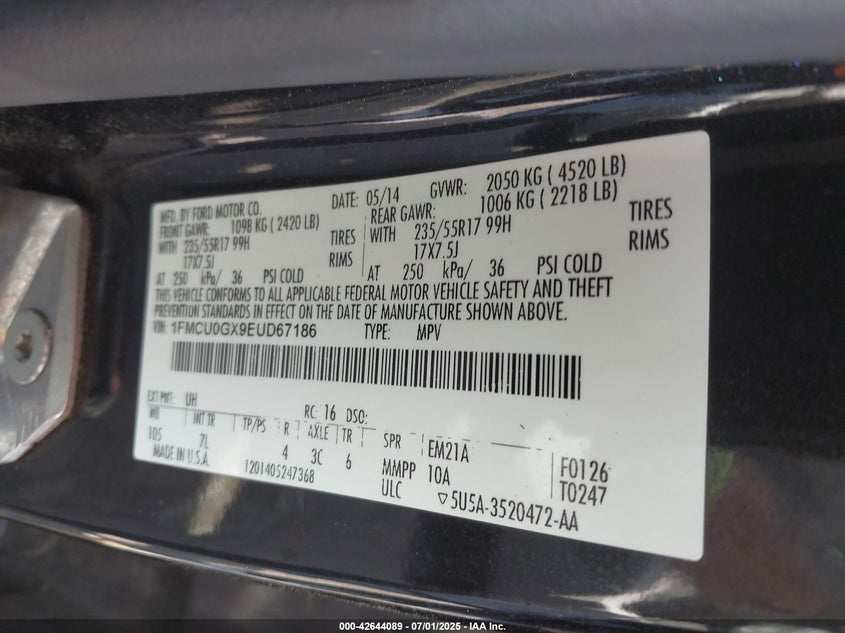 MFD. BY FORD MOTOR CO.
DATE: 05/14 GVWR: 2050 KG ( 4520 LB)
FRONT GAWR: 1098 KG ( 2420 LB)
REAR GAWR: 1006 KG ( 2218 LB)
WITH 235/55R17 99H TIRES
WITH 235/55R17 99H TIRES
17X7.5J RIMS
17X7.5J RIMS
AT 250 kPa/ 36 PSI COLD
AT 250 kPa/ 36 PSI COLD
THIS VEHICLE CONFORMS TO ALL APPLICABLE FEDERAL MOTOR VEHICLE SAFETY AND THEFT
PREVENTION STANDARDS IN EFFECT ON THE DATE OF MANUFACTURE SHOWN ABOVE.
VIN: 1FMCU0GX9EUD67186 TYPE: MPV
EXT PNT: UH RC: 16 DSO:
WB INT TR TP/PS R AXLE TR SPR EM21A
105 7L 4 3C 6 MMPP 10A F0126
MADE IN U.S.A. 1201405247368 ULC T0247
▽5U5A-3520472-AA
000-42644089 - 07/01/2025 - IAA Inc.